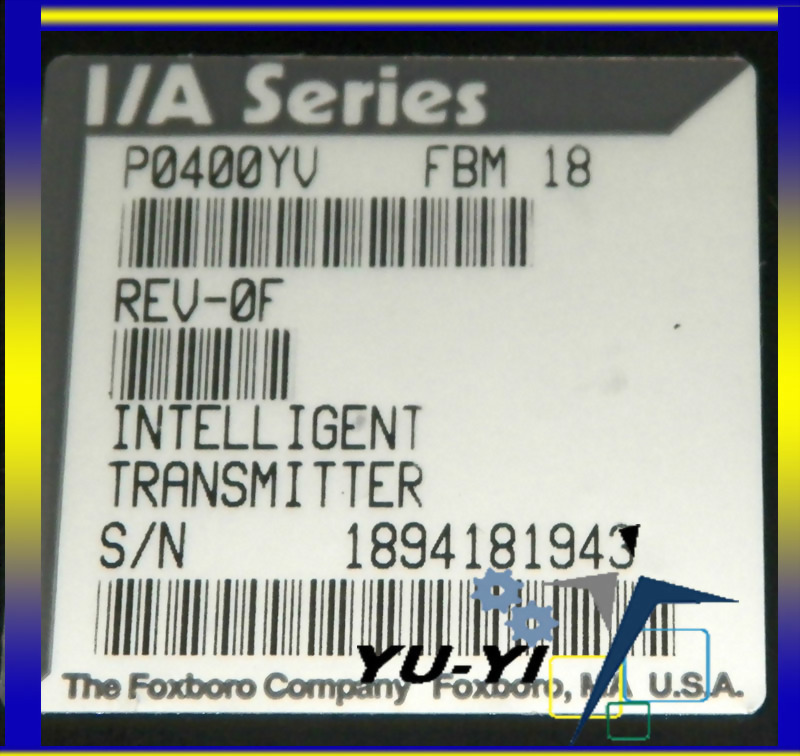 I/A Series
P0400YV FBM 18
REV-0F
INTELLIGENT
TRANSMITTER
S/N 1894181943
YU-YI
The Foxboro Company Foxboro, MA U.S.A.